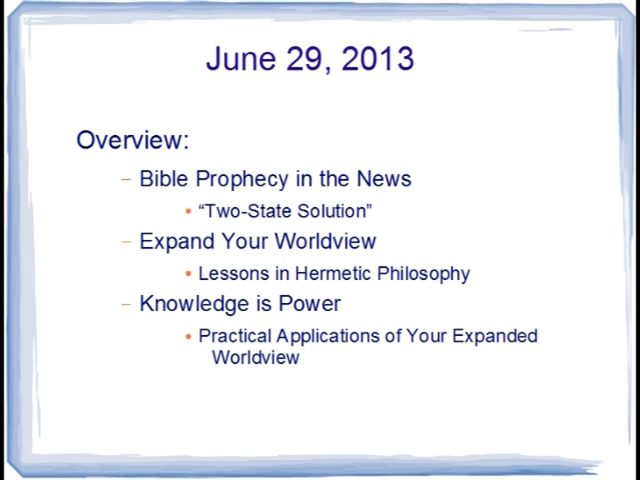 June 29, 2013
Overview:
– Bible Prophecy in the News
• “Two-State Solution”
– Expand Your Worldview
• Lessons in Hermetic Philosophy
– Knowledge is Power
• Practical Applications of Your Expanded
Worldview